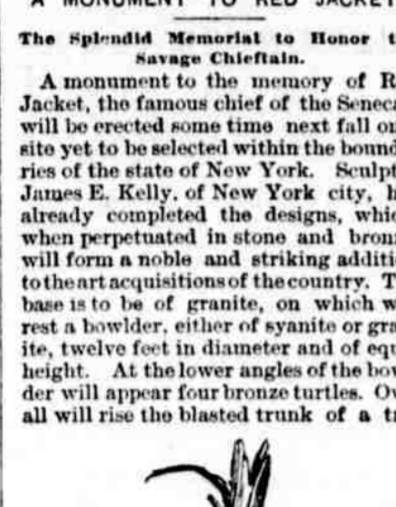 A MONUMENT TO RED JACKET
The Splendid Memorial to Honor
Savage Chieftain.
A monument to the memory of R
Jacket, the famous chief of the Seneca
will be erected some time next fall on
site yet to be selected within the bound
ries of the state of New York. Sculpt
James E. Kelly, of New York city, h
already completed the designs, whic
when perpetuated in stone and bron
will form a noble and striking additi
to the art acquisitions of the country. T
base is to be of granite, on which w
rest a bowlder, either of syanite or gra
ite, twelve feet in diameter and of equ
height. At the lower angles of the bow
der will appear four bronze turtles. Ov
all will rise the blasted trunk of a tr